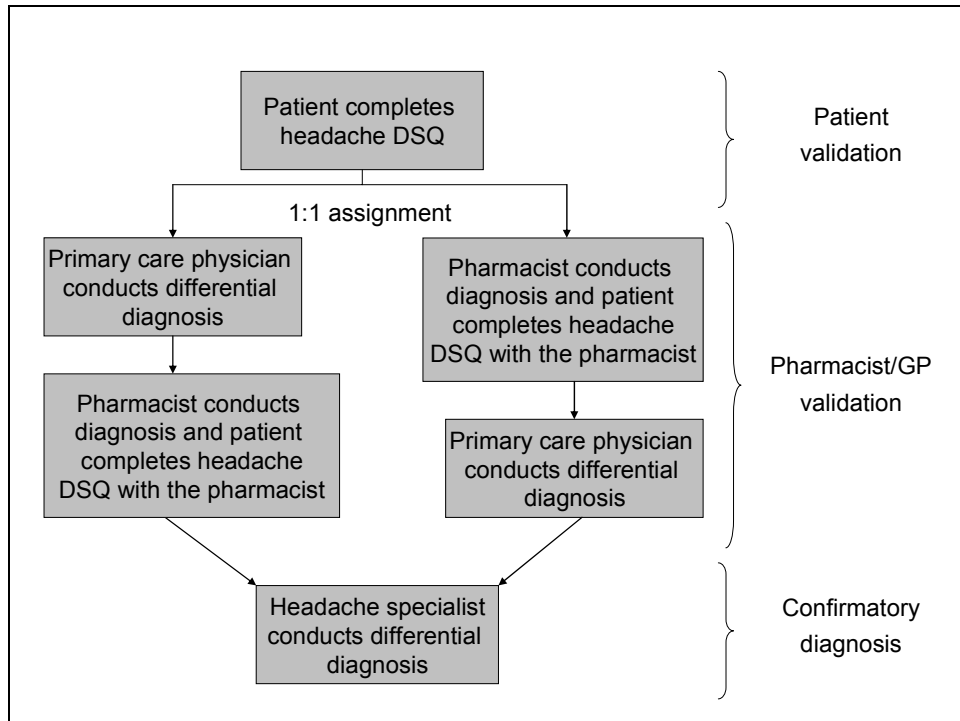 Patient completes
headache DSQ
Patient
validation
1:1 assignment
Primary care physician
conducts differential
diagnosis
Pharmacist conducts
diagnosis and patient
completes headache
DSQ with the pharmacist
Pharmacist conducts
diagnosis and patient
completes headache
DSQ with the pharmacist
Primary care physician
conducts differential
diagnosis
Pharmacist/GP
validation
Headache specialist
conducts differential
diagnosis
Confirmatory
diagnosis